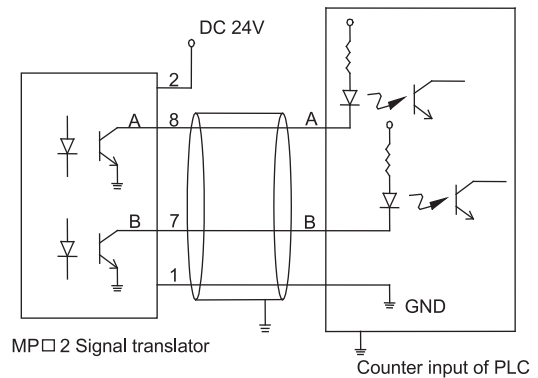 DC 24V
2
A 8 A
B 7 B
1
GND
MP□ 2 Signal translator
Counter input of PLC